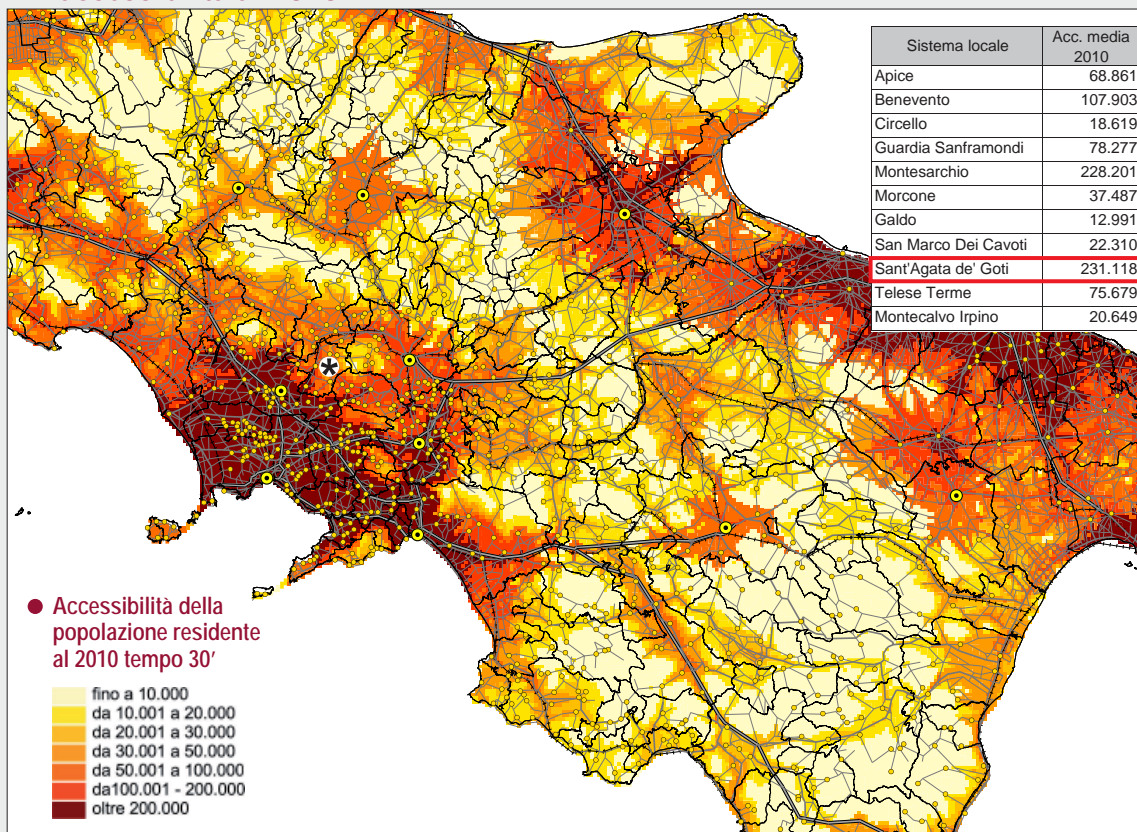 Sistema locale Acc. media 2010
Apice 68.861
Benevento 107.903
Circello 18.619
Guardia Sanframondi 78.277
Montesarchio 228.201
Morcone 37.487
Galdo 12.991
San Marco Dei Cavoti 22.310
Sant'Agata de' Goti 231.118
Telese Terme 75.679
Montecalvo Irpino 20.649
Accessibilità della
popolazione residente
al 2010 tempo 30'
fino a 10.000
da 10.001 a 20.000
da 20.001 a 30.000
da 30.001 a 50.000
da 50.001 a 100.000
da100.001 - 200.000
oltre 200.000